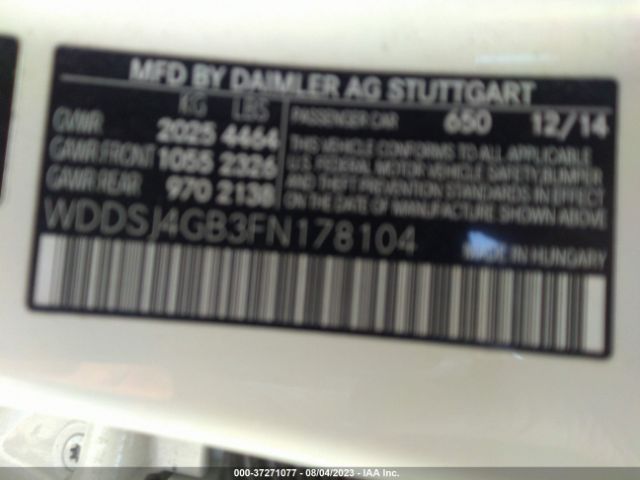 MFD BY DAIMLER AG STUTTGART
KG LBS
GVWR 2025 4464
GAWR FRONT 1055 2326
GAWR REAR 970 2138
PASSENGER CAR 650 12/14
THIS VEHICLE CONFORMS TO ALL APPLICABLE
U.S. FEDERAL MOTOR VEHICLE SAFETY BUMPER
AND THEFT PREVENTION STANDARDS IN EFFECT
ON THE DATE OF MANUFACTURE SHOWN ABOVE
WDDSJ4GB3FN178104
MADE IN HUNGARY
000-37271077 - 08/04/2023 - IAA Inc.